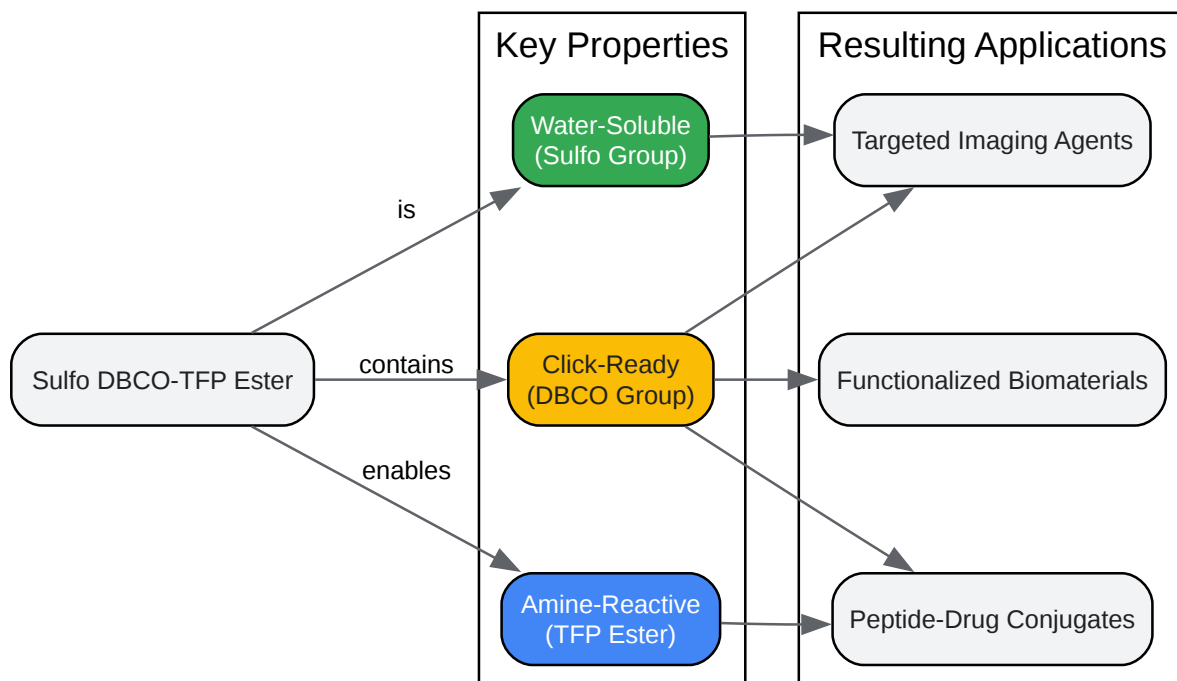 Key Properties
Resulting Applications
Water-Soluble
(Sulfo Group)
Targeted Imaging Agents
is
Sulfo DBCO-TFP Ester
contains
Click-Ready
(DBCO Group)
Functionalized Biomaterials
enables
Amine-Reactive
(TFP Ester)
Peptide-Drug Conjugates